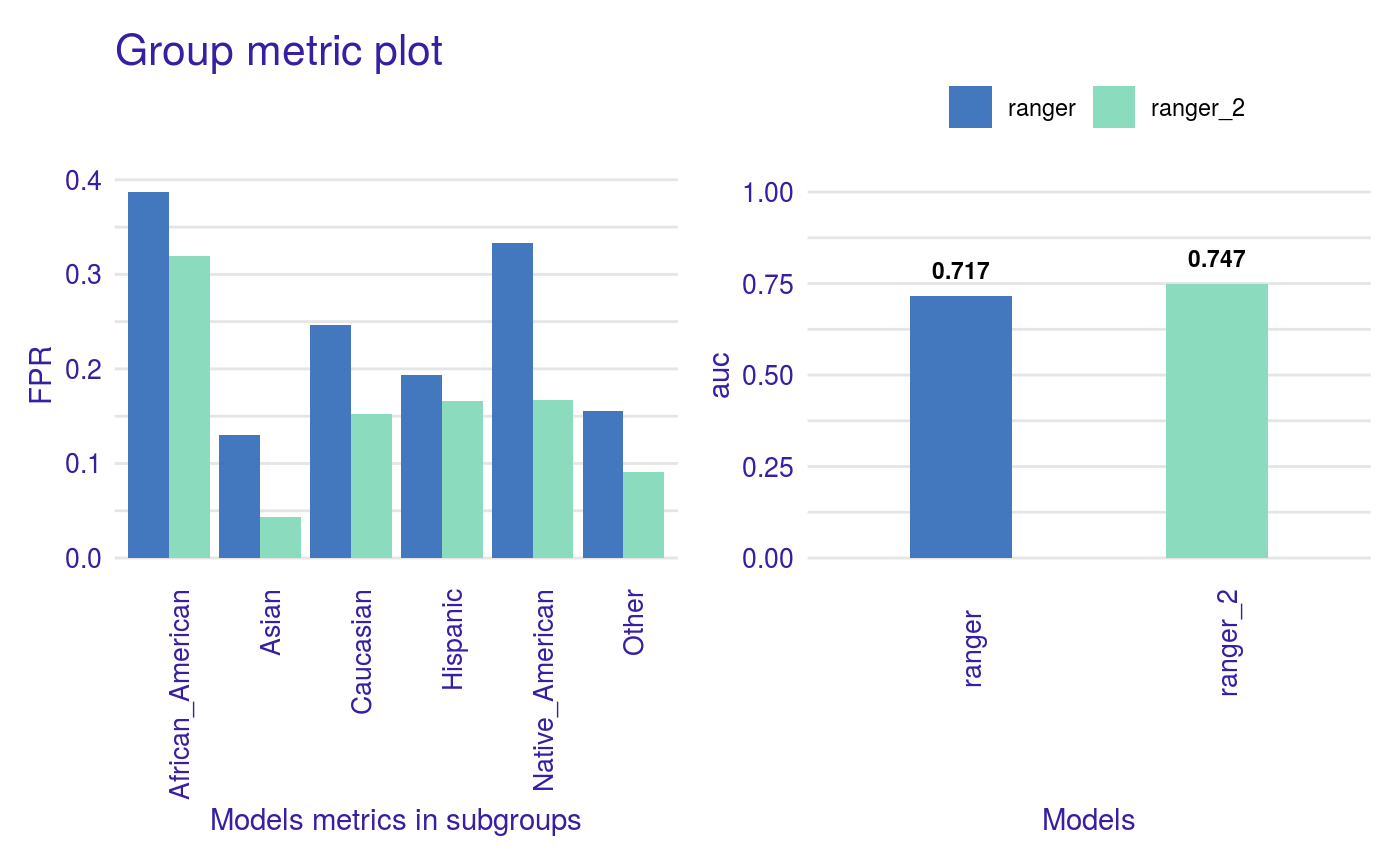 Group metric plot
ranger
ranger_2
0.4
0.3
0.2
0.1
0.0
FPR
African_American
Asian
Caucasian
Hispanic
Native_American
Other
Models metrics in subgroups
1.00
0.75
0.50
0.25
0.00
auc
0.717
0.747
ranger
ranger_2
Models